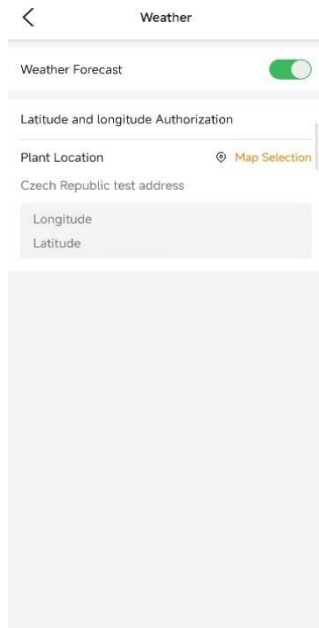 Weather
Weather Forecast
Latitude and longitude Authorization
Plant Location Map Selection
Czech Republic test address
Longitude
Latitude